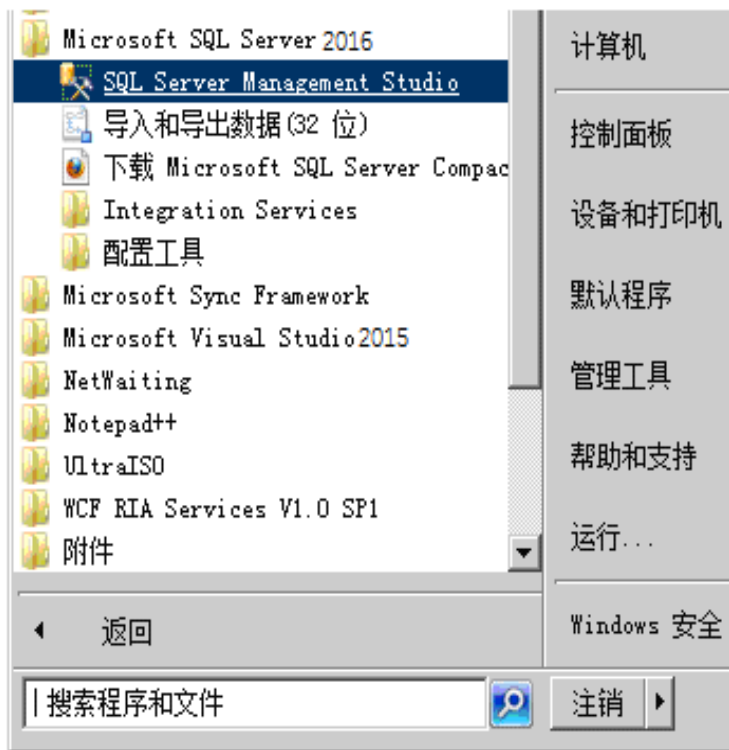 Microsoft SQL Server 2016
SQL Server Management Studio
导入和导出数据(32 位)
下载 Microsoft SQL Server Compac
Integration Services
配置工具
Microsoft Sync Framework
Microsoft Visual Studio2015
NetWaiting
Notepad++
UltraISO
WCF RIA Services V1.0 SP1
附件
返回
搜索程序和文件
计算机
控制面板
设备和打印机
默认程序
管理工具
帮助和支持
运行...
Windows 安全
注销